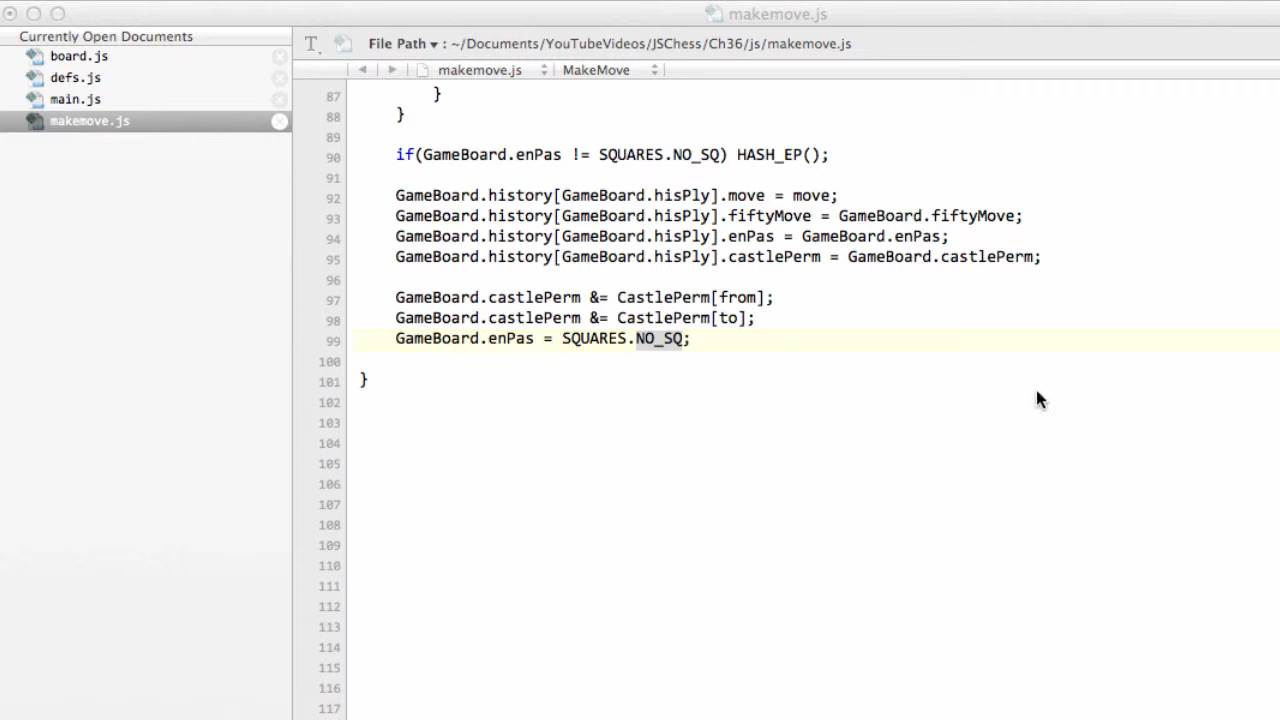 makemove.js
Currently Open Documents
board.js
defs.js
main.js
makemove.js
File Path ▾ : ~/Documents/YouTubeVideos/JSChess/Ch36/js/makemove.js
makemove.js MakeMove
87 }
88 }
89
90 if(GameBoard.enPas != SQUARES.NO_SQ) HASH_EP();
91
92 GameBoard.history[GameBoard.hisPly].move = move;
93 GameBoard.history[GameBoard.hisPly].fiftyMove = GameBoard.fiftyMove;
94 GameBoard.history[GameBoard.hisPly].enPas = GameBoard.enPas;
95 GameBoard.history[GameBoard.hisPly].castlePerm = GameBoard.castlePerm;
96
97 GameBoard.castlePerm &= CastlePerm[from];
98 GameBoard.castlePerm &= CastlePerm[to];
99 GameBoard.enPas = SQUARES.NO_SQ;
100
101 }
102
103
104
105
106
107
108
109
110
111
112
113
114
115
116
117